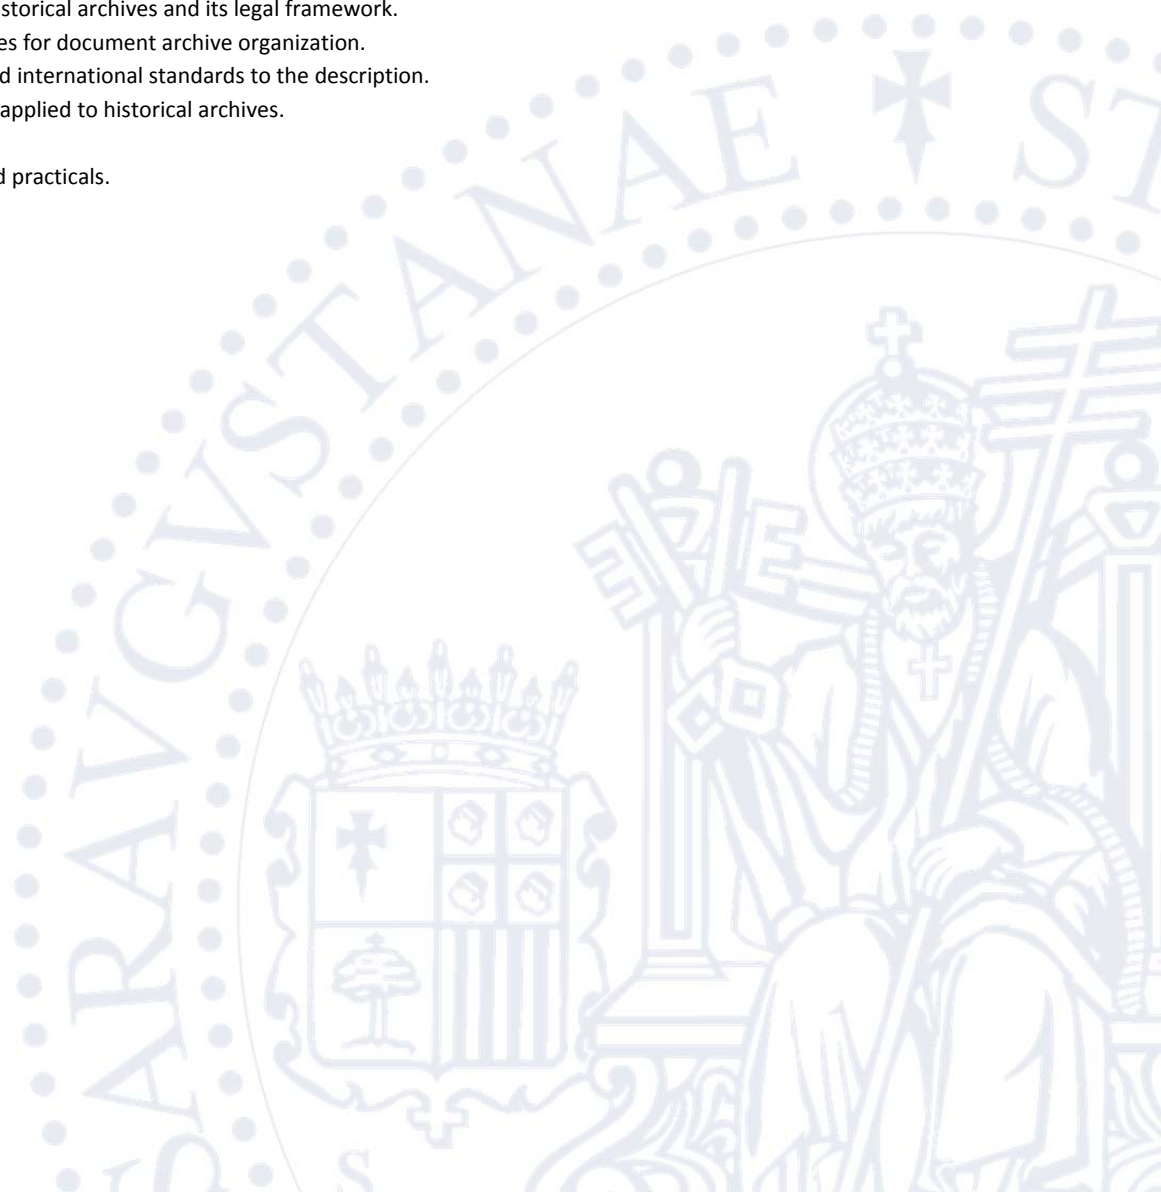 storical archives and its legal framework.
es for document archive organization.
d international standards to the description.
applied to historical archives.
d practicals.
SARAVGVSTANAE ST
S